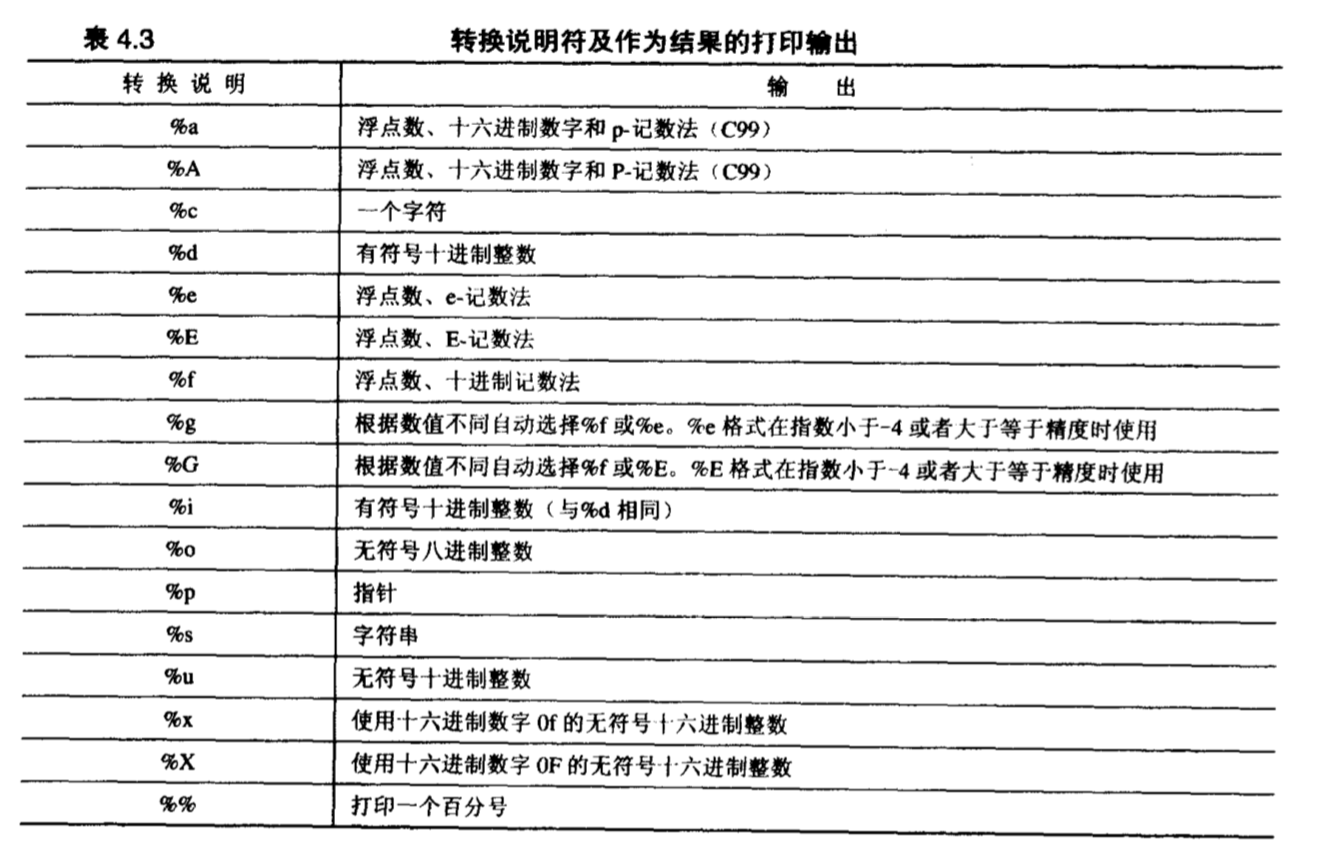 表 4.3 转换说明符及作为结果的打印输出
转 换 说 明 输 出
%a 浮点数、十六进制数字和 p-记数法（C99）
%A 浮点数、十六进制数字和 P-记数法（C99）
%c 一个字符
%d 有符号十进制整数
%e 浮点数、e-记数法
%E 浮点数、E-记数法
%f 浮点数、十进制记数法
%g 根据数值不同自动选择%f 或%e。%e 格式在指数小于-4 或者大于等于精度时使用
%G 根据数值不同自动选择%f 或%E。%E 格式在指数小于-4 或者大于等于精度时使用
%i 有符号十进制整数（与%d 相同）
%o 无符号八进制整数
%p 指针
%s 字符串
%u 无符号十进制整数
%x 使用十六进制数字 0f 的无符号十六进制整数
%X 使用十六进制数字 0F 的无符号十六进制整数
%% 打印一个百分号